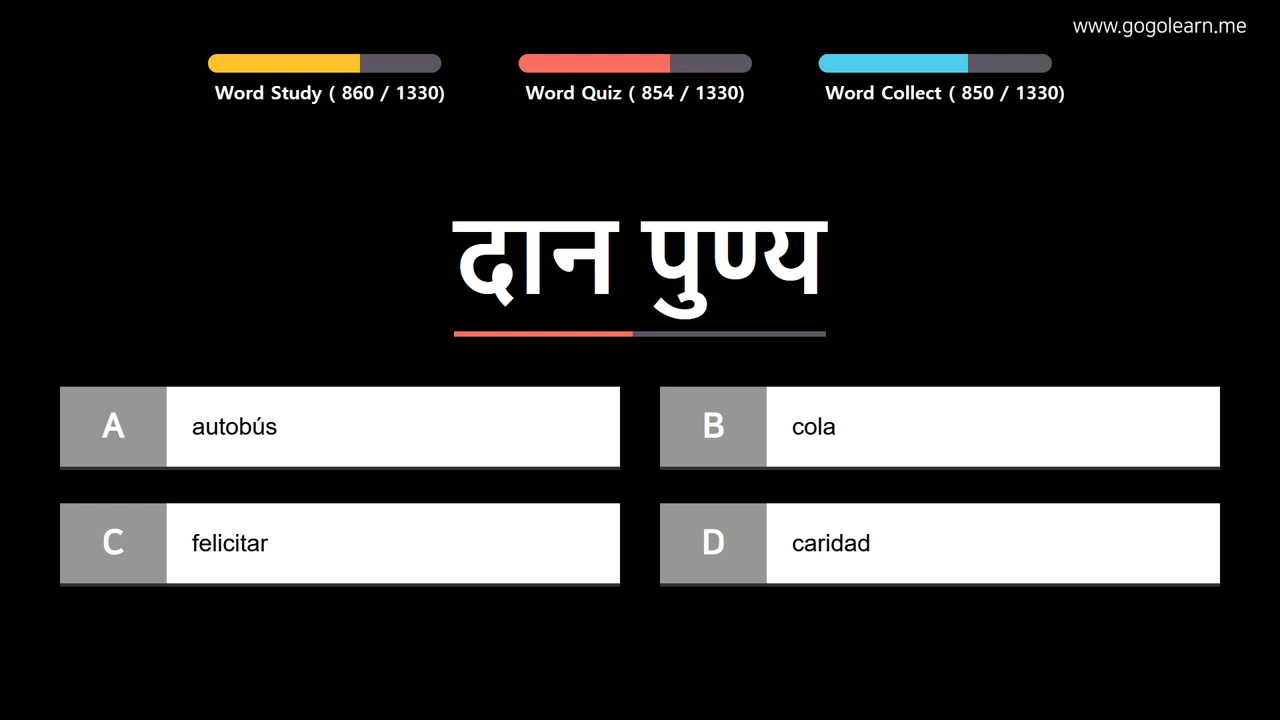 www.gogolearn.me
Word Study ( 860 / 1330)
Word Quiz ( 854 / 1330)
Word Collect ( 850 / 1330)
दान पुण्य
A
autobús
B
cola
C
felicitar
D
caridad